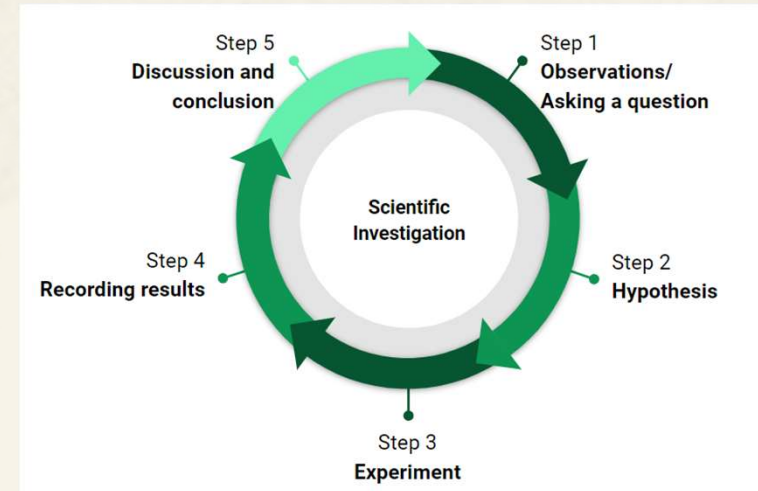 Step 1
Observations/
Asking a question
Step 2
Hypothesis
Step 3
Experiment
Step 4
Recording results
Step 5
Discussion and
conclusion
Scientific
Investigation